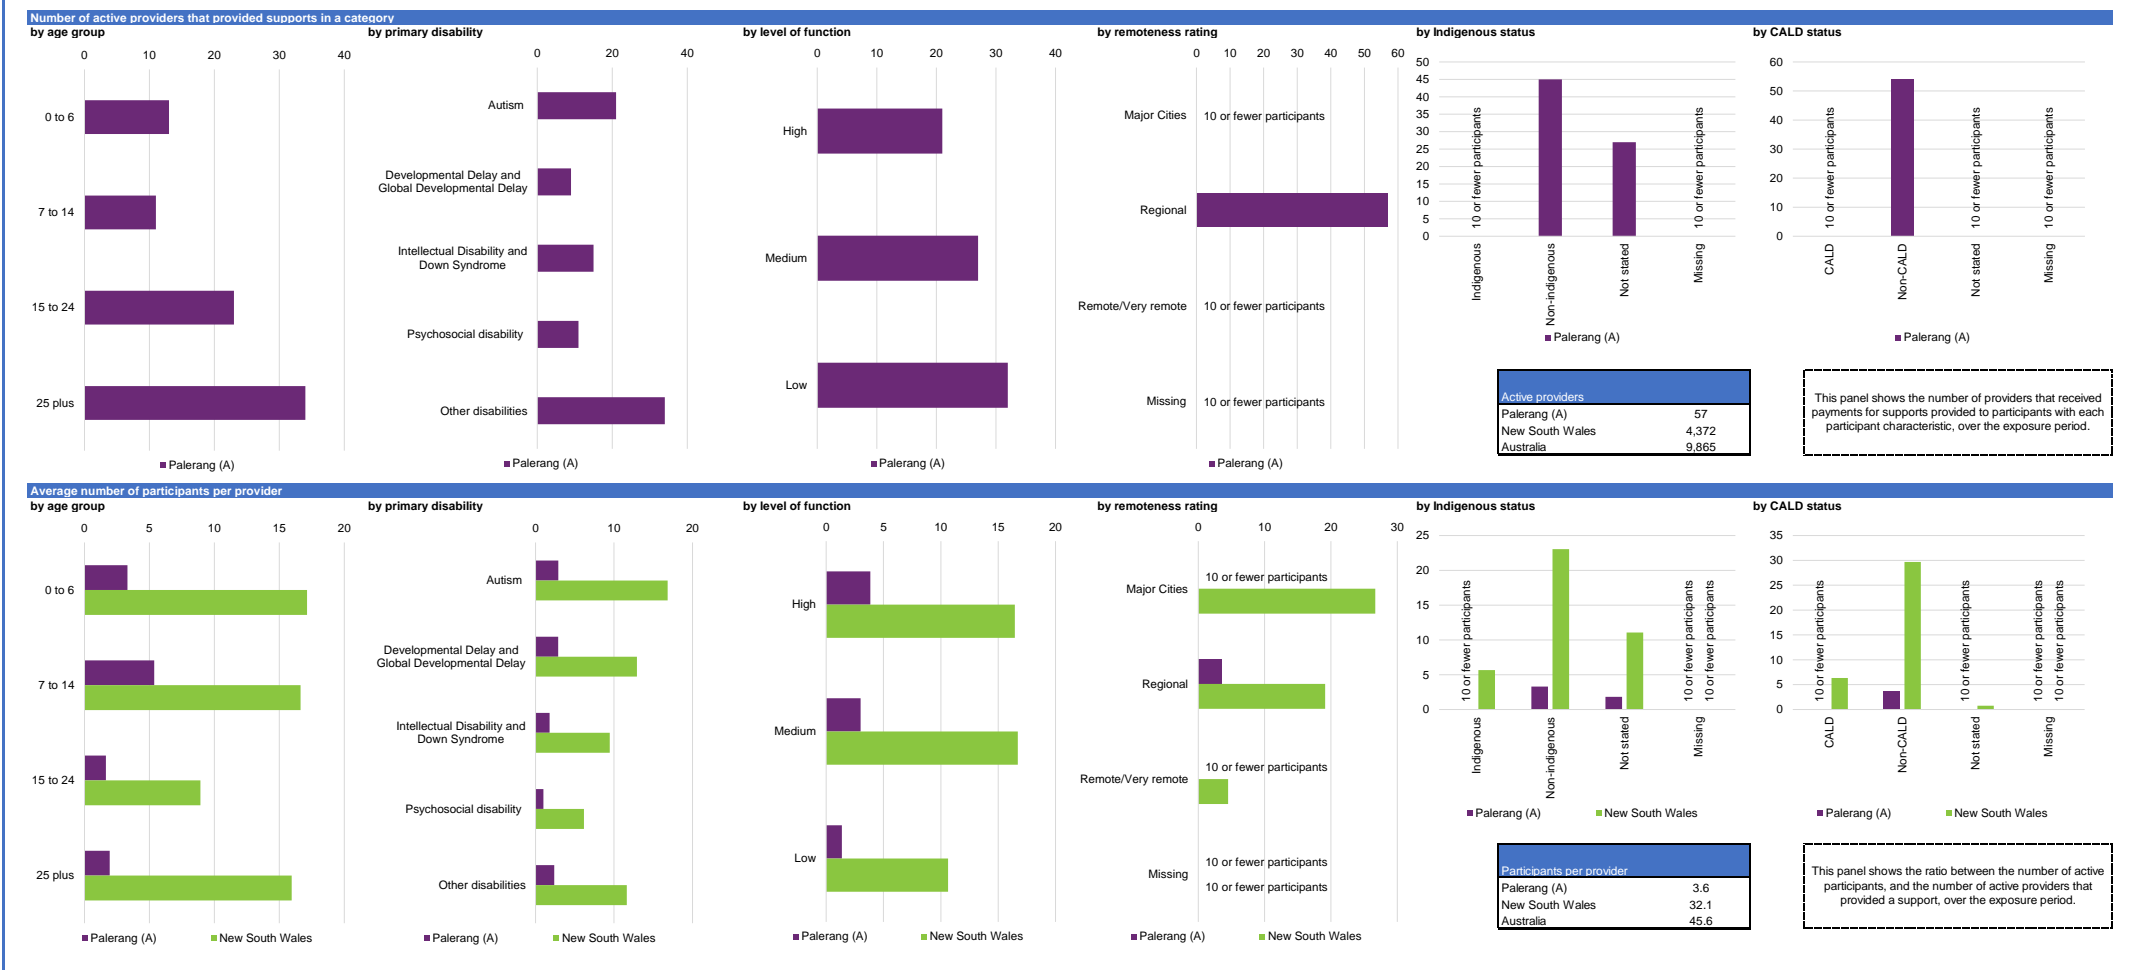 Number of active providers that provided supports in a category
by age group
0 10 20 30 40
0 to 6
7 to 14
15 to 24
25 plus
Palerang (A)
by primary disability
0 20 40
Autism
Developmental Delay and
Global Developmental Delay
Intellectual Disability and
Down Syndrome
Psychosocial disability
Other disabilities
Palerang (A)
by level of function
0 10 20 30 40
High
Medium
Low
Palerang (A)
by remoteness rating
0 10 20 30 40 50 60
Major Cities 10 or fewer participants
Regional
Remote/Very remote 10 or fewer participants
Missing 10 or fewer participants
Palerang (A)
by Indigenous status
50
45
40
35
30
25
20
15
10
5
0
10 or fewer participants
10 or fewer participants
Indigenous
Non-indigenous
Not stated
Missing
Palerang (A)
by CALD status
60
50
40
30
20
10
0
10 or fewer participants
10 or fewer participants
10 or fewer participants
CALD
Non-CALD
Not stated
Missing
Palerang (A)
Active providers
Palerang (A) 57
New South Wales 4,372
Australia 9,865
This panel shows the number of providers that received
payments for supports provided to participants with each
participant characteristic, over the exposure period.
Average number of participants per provider
by age group
0 5 10 15 20
0 to 6
7 to 14
15 to 24
25 plus
Palerang (A) New South Wales
by primary disability
0 10 20
Autism
Developmental Delay and
Global Developmental Delay
Intellectual Disability and
Down Syndrome
Psychosocial disability
Other disabilities
Palerang (A) New South Wales
by level of function
0 5 10 15 20
High
Medium
Low
Palerang (A) New South Wales
by remoteness rating
0 10 20 30
10 or fewer participants
Major Cities
Regional
10 or fewer participants
Remote/Very remote
10 or fewer participants
Missing
10 or fewer participants
Palerang (A) New South Wales
by Indigenous status
25
20
15
10
5
0
10 or fewer participants
10 or fewer participants
10 or fewer participants
Indigenous
Non-indigenous
Not stated
Missing
Palerang (A) New South Wales
by CALD status
35
30
25
20
15
10
5
0
10 or fewer participants
10 or fewer participants
10 or fewer participants
10 or fewer participants
CALD
Non-CALD
Not stated
Missing
Palerang (A) New South Wales
Participants per provider
Palerang (A) 3.6
New South Wales 32.1
Australia 45.6
This panel shows the ratio between the number of active
participants, and the number of active providers that
provided a support, over the exposure period.